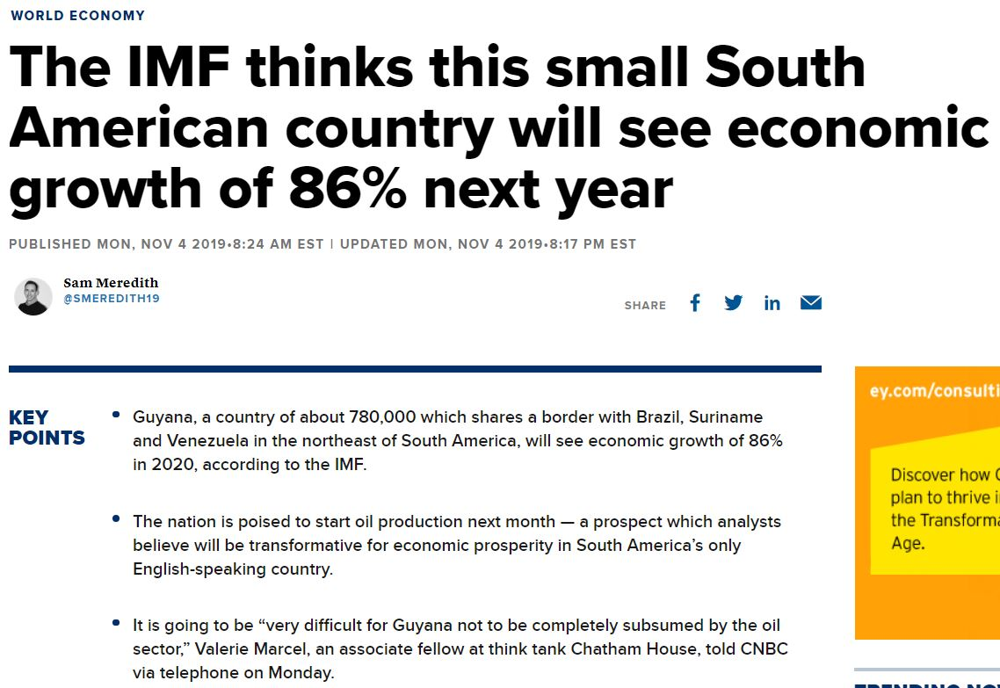 WORLD ECONOMY
The IMF thinks this small South
American country will see economic
growth of 86% next year
PUBLISHED MON, NOV 4 2019•8:24 AM EST | UPDATED MON, NOV 4 2019•8:17 PM EST
Sam Meredith
@SMEREDITH19
SHARE
KEY
POINTS
• Guyana, a country of about 780,000 which shares a border with Brazil, Suriname
and Venezuela in the northeast of South America, will see economic growth of 86%
in 2020, according to the IMF.
• The nation is poised to start oil production next month — a prospect which analysts
believe will be transformative for economic prosperity in South America’s only
English-speaking country.
• It is going to be “very difficult for Guyana not to be completely subsumed by the oil
sector,” Valerie Marcel, an associate fellow at think tank Chatham House, told CNBC
via telephone on Monday.
ey.com/consulti
Discover how
plan to thrive
the Transforma
Age.
TRENDING